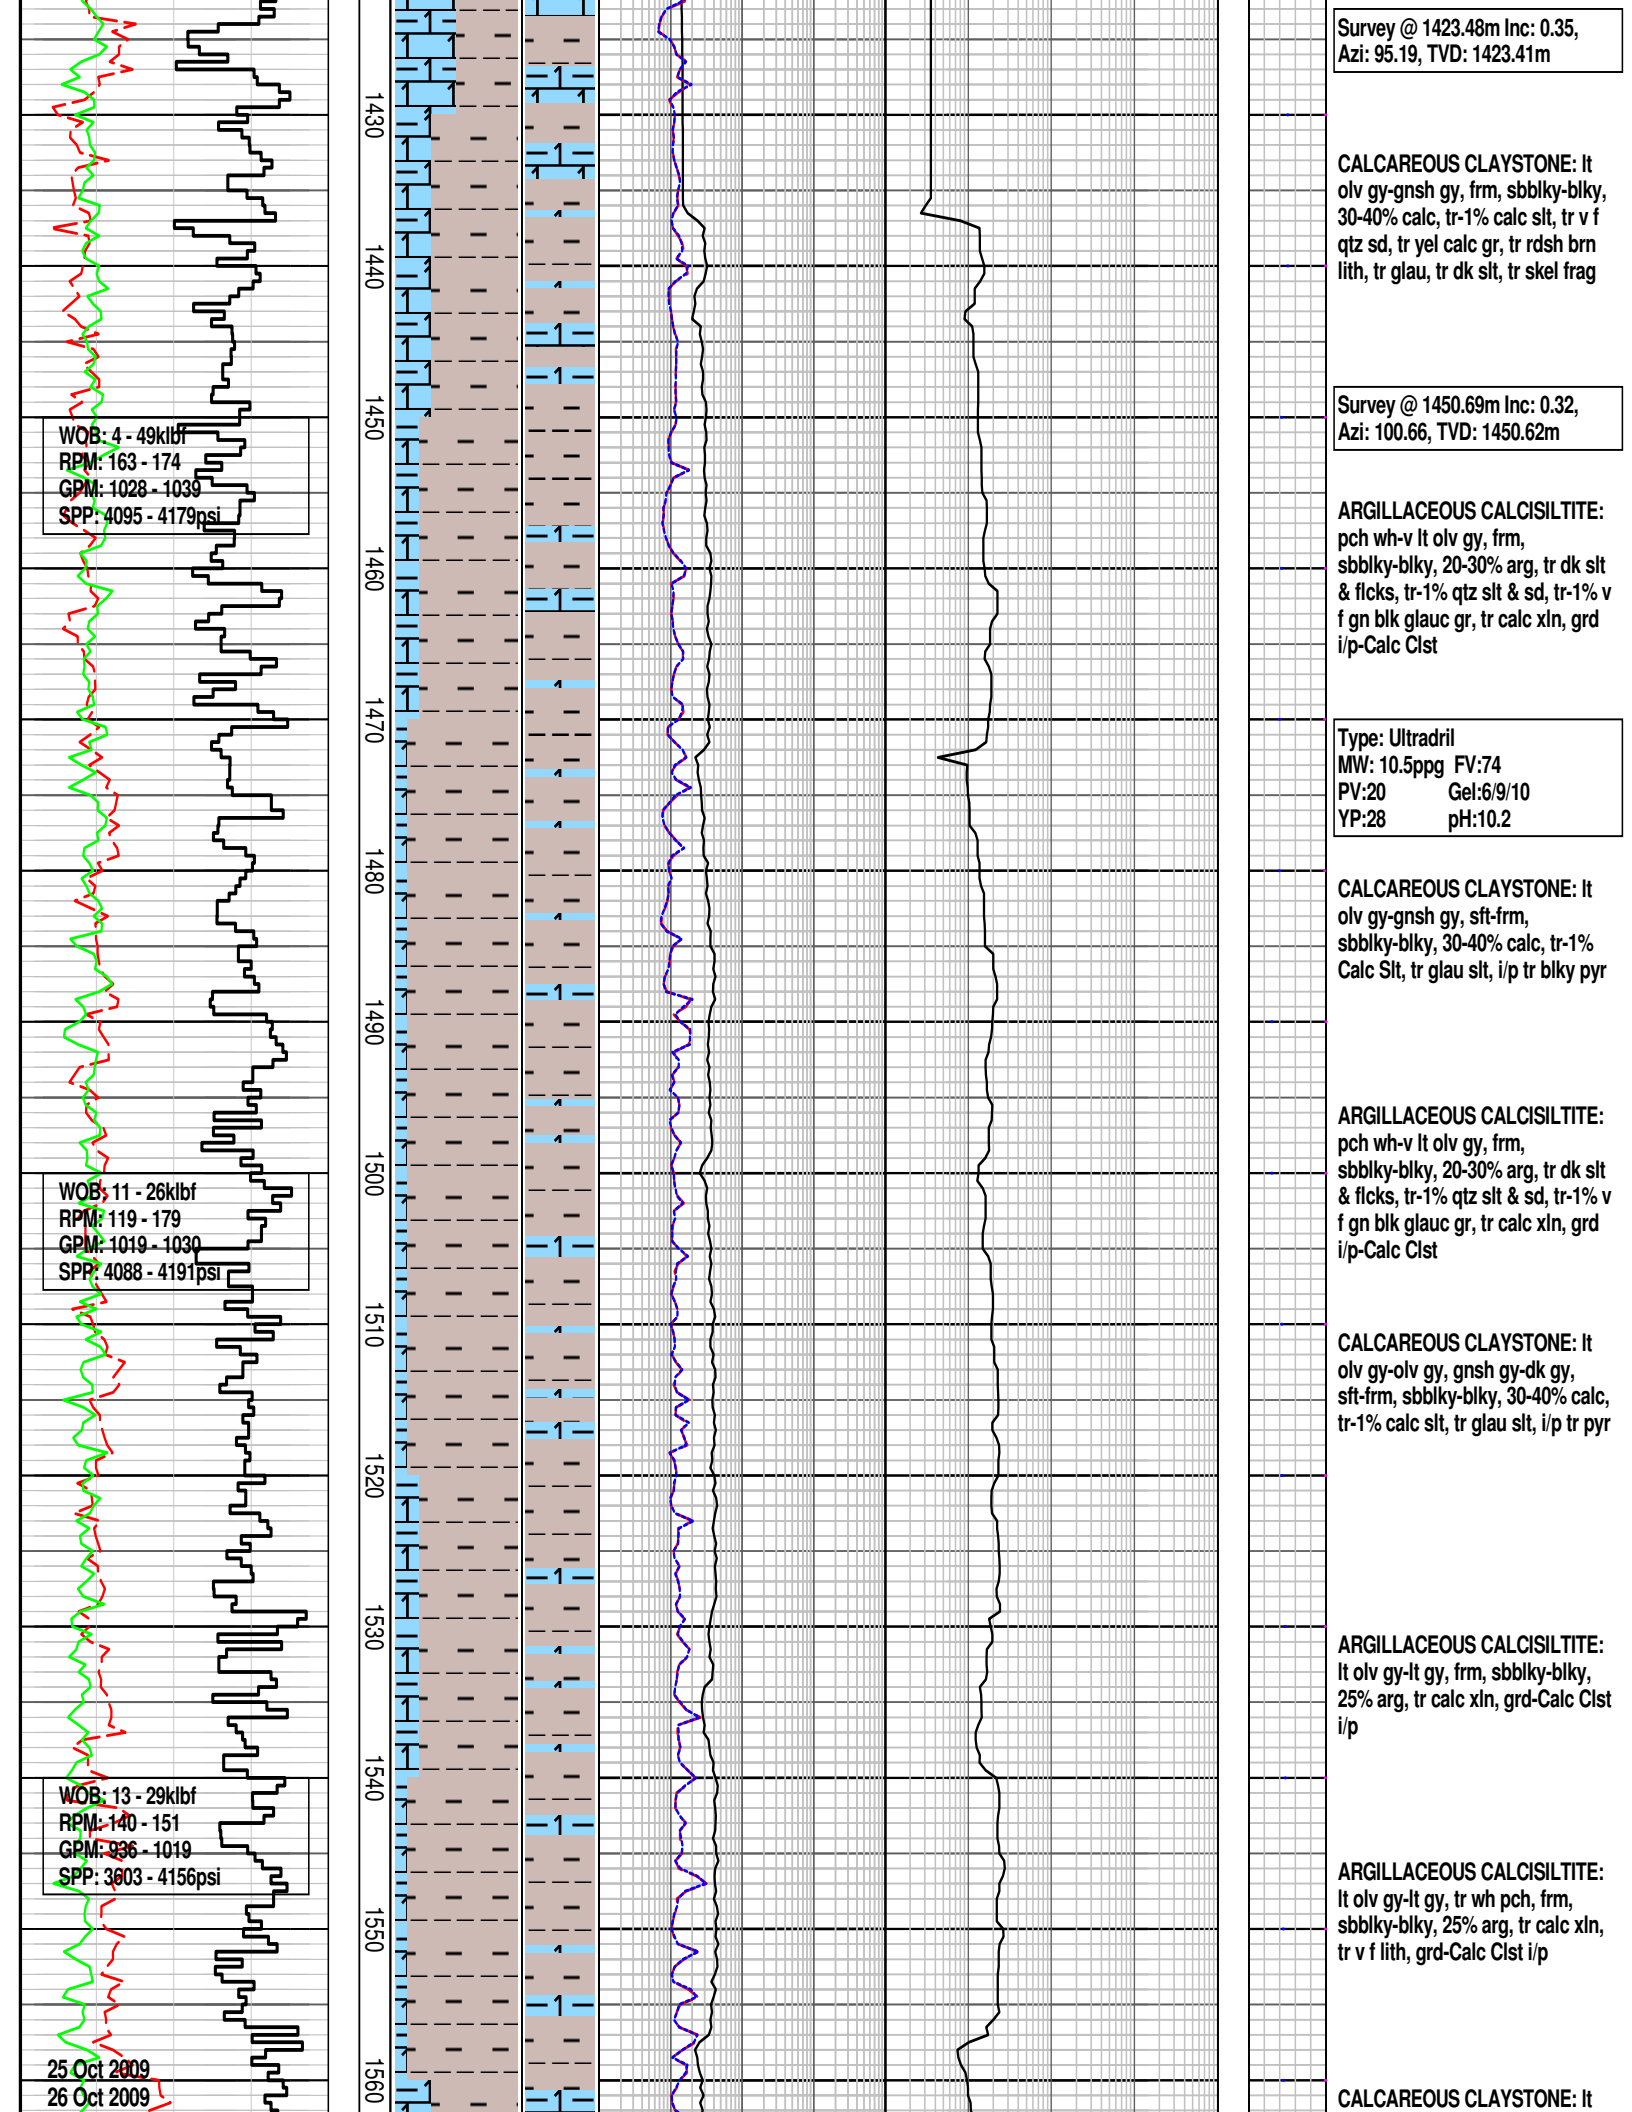 Survey @ 1423.48m Inc: 0.35,
Azi: 95.19, TVD: 1423.41m
1430
CALCAREOUS CLAYSTONE: lt
olv gy-gnsh gy, frm, sbblky-blky,
30-40% calc, tr-1% calc slt, tr v f
qtz sd, tr yel calc gr, tr rdsh brn
lith, tr glau, tr dk slt, tr skel frag
1440
Survey @ 1450.69m Inc: 0.32,
Azi: 100.66, TVD: 1450.62m
1450
WOB: 4 - 49klbf
RPM: 163 - 174
GPM: 1028 - 1039
SPP: 4095 - 4179psi
ARGILLACEOUS CALCISILTITE:
pch wh-v lt olv gy, frm,
sbblky-blky, 20-30% arg, tr dk slt
& flcks, tr-1% qtz slt & sd, tr-1% v
f gn blk glauc gr, tr calc xln, grd
i/p-Calc Clst
1460
1470
Type: Ultradril
MW: 10.5ppg FV:74
PV:20 Gel:6/9/10
YP:28 pH:10.2
1480
CALCAREOUS CLAYSTONE: lt
olv gy-gnsh gy, sft-frm,
sbblky-blky, 30-40% calc, tr-1%
Calc Slt, tr glau slt, i/p tr blky pyr
1490
ARGILLACEOUS CALCISILTITE:
pch wh-v lt olv gy, frm,
sbblky-blky, 20-30% arg, tr dk slt
& flcks, tr-1% qtz slt & sd, tr-1% v
f gn blk glauc gr, tr calc xln, grd
i/p-Calc Clst
1500
WOB: 11 - 26klbf
RPM: 119 - 179
GPM: 1019 - 1030
SPP: 4088 - 4191psi
1510
CALCAREOUS CLAYSTONE: lt
olv gy-olv gy, gnsh gy-dk gy,
sft-frm, sbblky-blky, 30-40% calc,
tr-1% calc slt, tr glau slt, i/p tr pyr
1520
1530
ARGILLACEOUS CALCISILTITE:
lt olv gy-lt gy, frm, sbblky-blky,
25% arg, tr calc xln, grd-Calc Clst
i/p
1540
WOB: 13 - 29klbf
RPM: 140 - 151
GPM: 936 - 1019
SPP: 3603 - 4156psi
ARGILLACEOUS CALCISILTITE:
lt olv gy-lt gy, tr wh pch, frm,
sbblky-blky, 25% arg, tr calc xln,
tr v f lith, grd-Calc Clst i/p
1550
25 Oct 2009
26 Oct 2009
1560
CALCAREOUS CLAYSTONE: lt